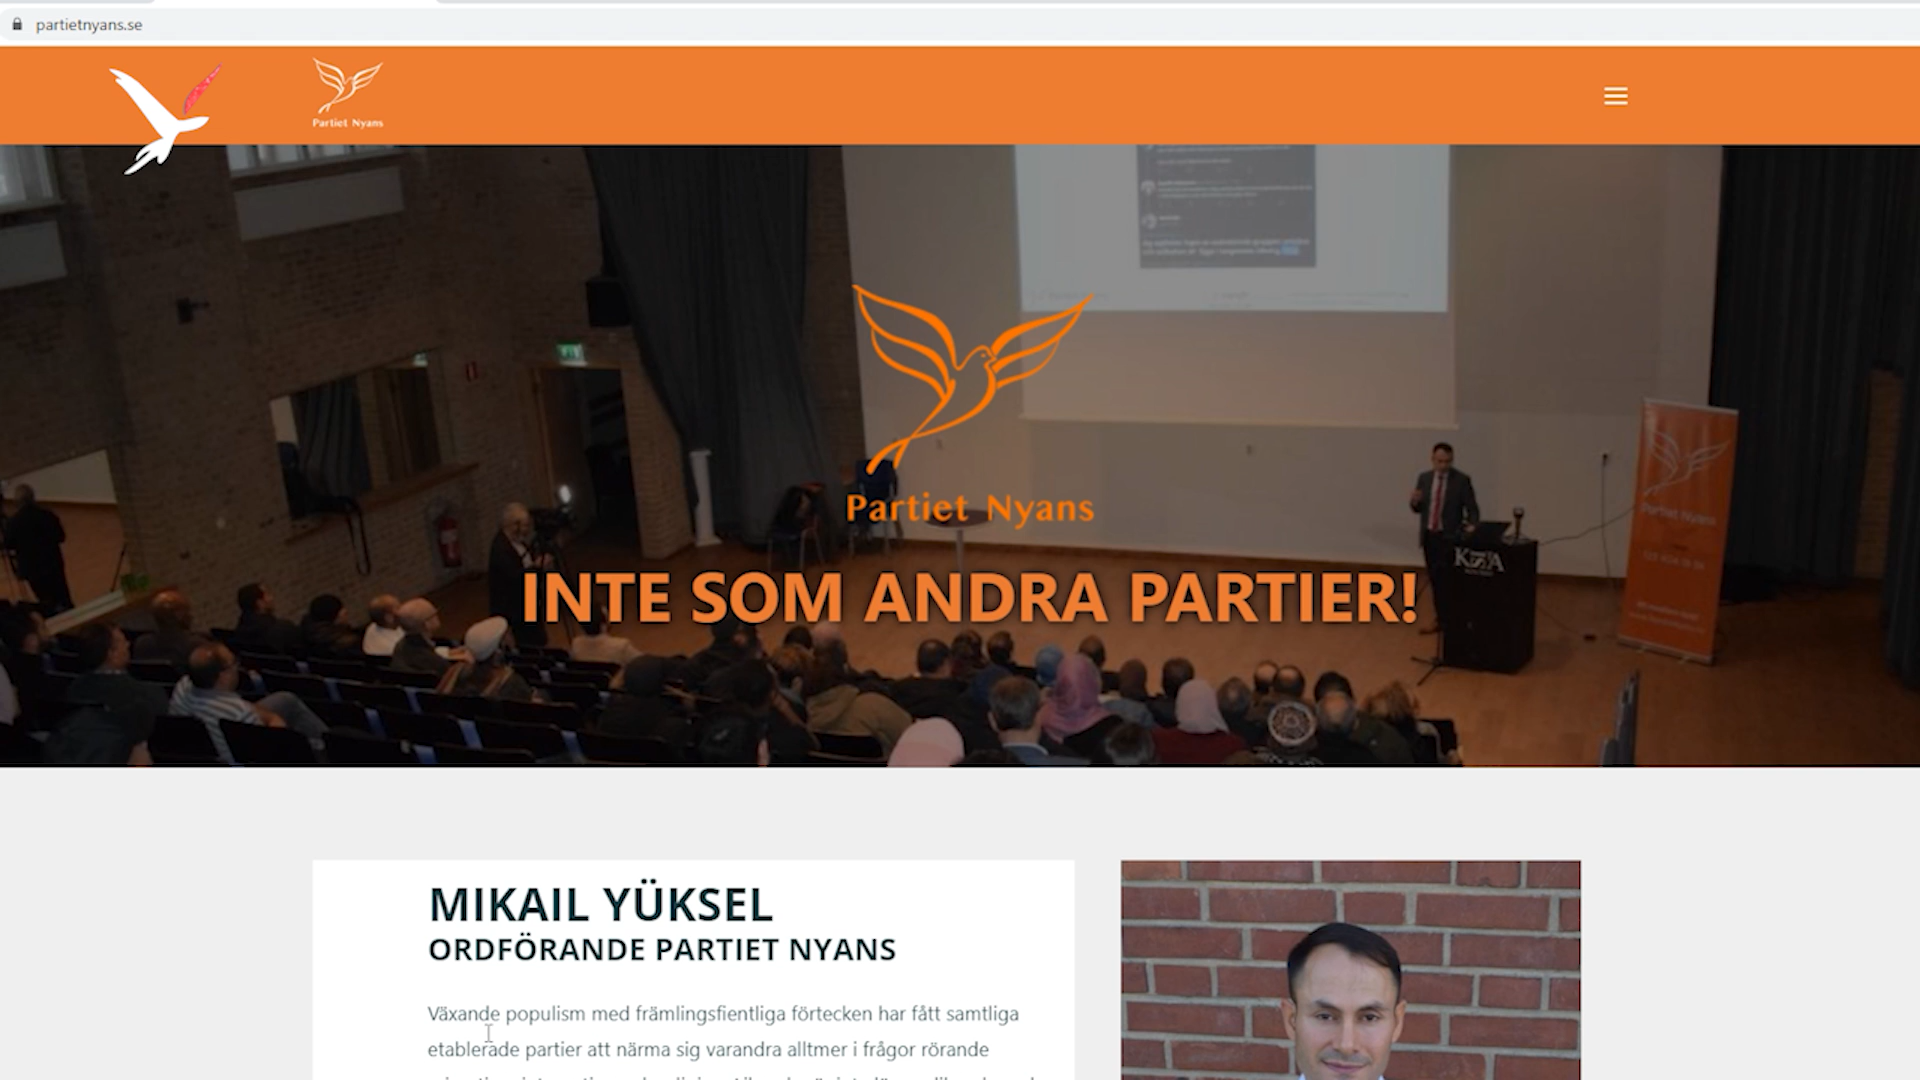 partietnyans.se
Partiet Nyans
Partiet Nyans
INTE SOM ANDRA PARTIER!
MIKAIL YÜKSEL
ORDFÖRANDE PARTIET NYANS
Växande populism med främlingsfientliga förtecken har fått samtliga
etablerade partier att närma sig varandra alltmer i frågor rörande